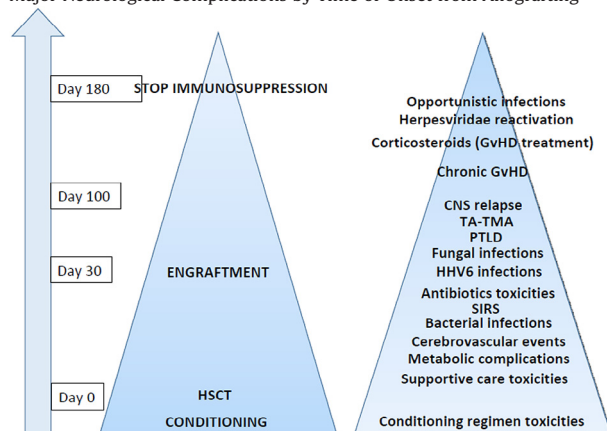 Major Neurological Complications by Time of Onset from Allografting
Day 180
STOP IMMUNOSUPPRESSION
Opportunistic infections
Herpesviridae reactivation
Corticosteroids (GvHD treatment)
Chronic GvHD
Day 100
CNS relapse
TA-TMA
PTLD
Fungal infections
Day 30
ENGRAFTMENT
HHV6 infections
Antibiotics toxicities
SIRS
Bacterial infections
Cerebrovascular events
Metabolic complications
Supportive care toxicities
Day 0
HSCT
CONDITIONING
Conditioning regimen toxicities